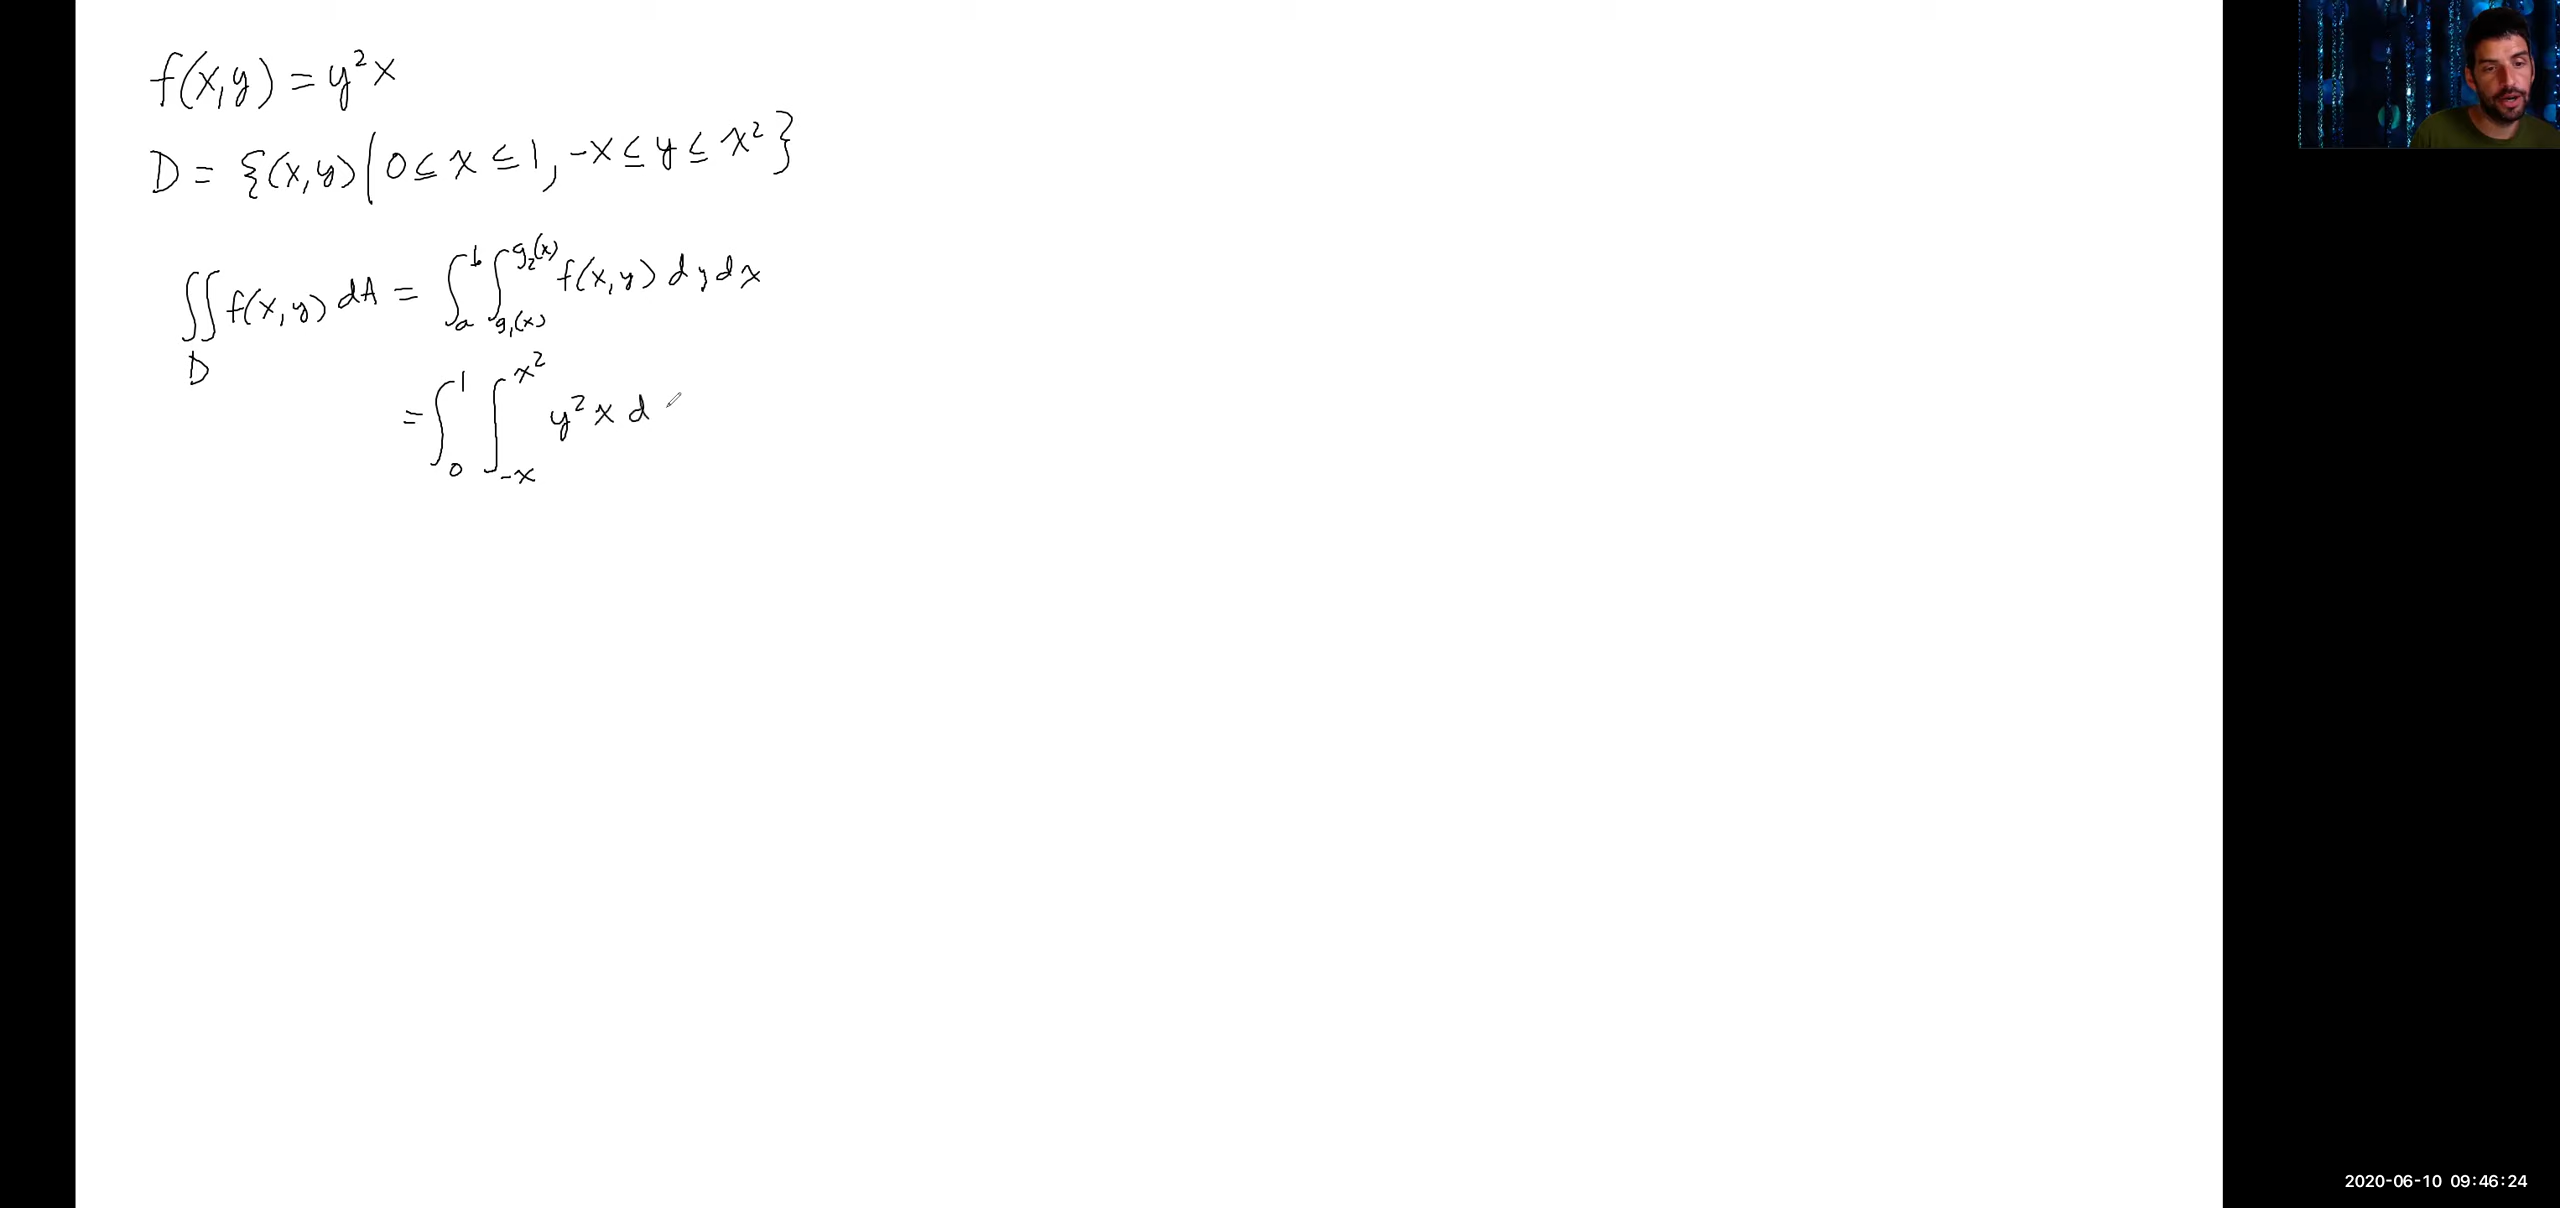 f(x,y) = y²x
D = {(x,y) | 0 ≤ x ≤ 1, -x ≤ y ≤ x²}
∬_D f(x,y) dA = ∫_a^b ∫_{g₁(x)}^{g₂(x)} f(x,y) dy dx
= ∫_0^1 ∫_{-x}^{x²} y²x d
2020-06-10 09:46:24